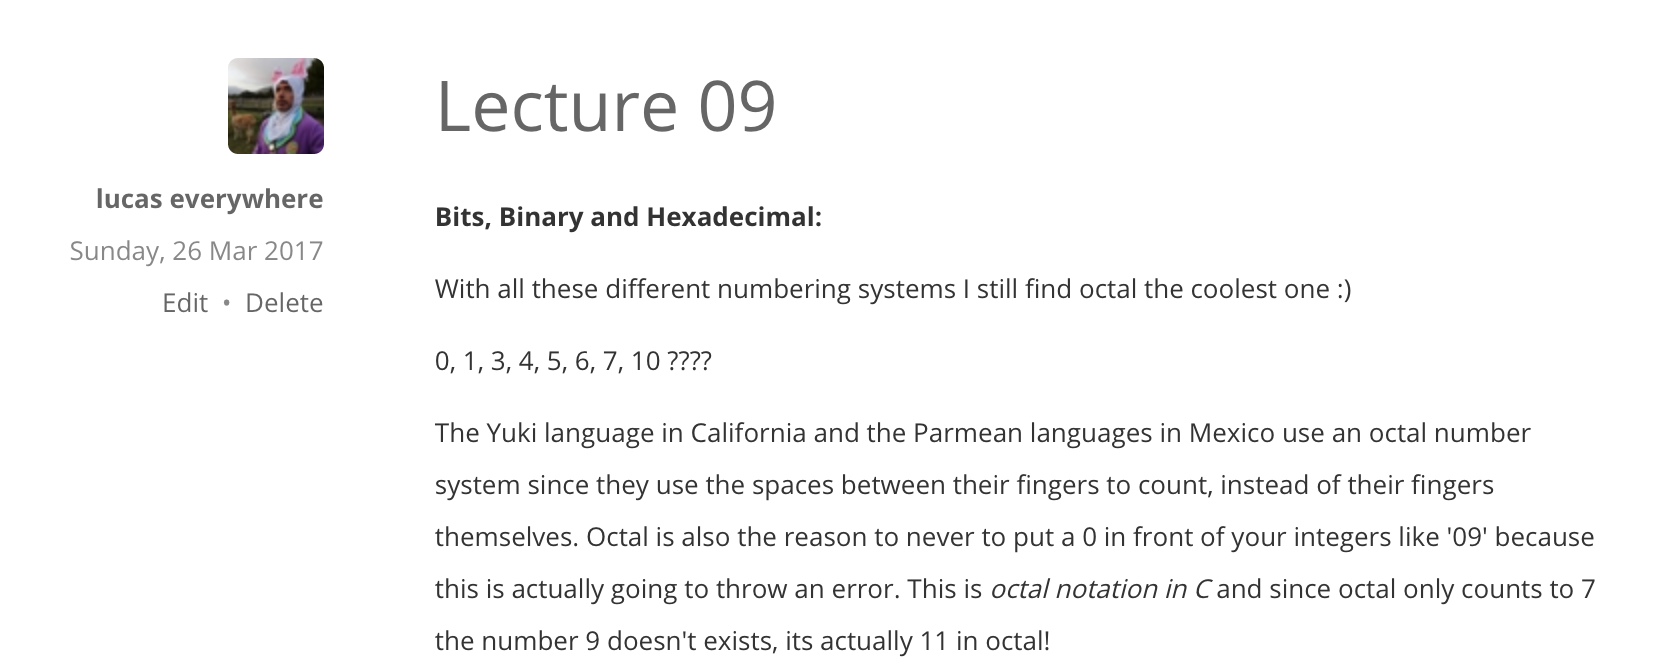 Lecture 09
lucas everywhere
Sunday, 26 Mar 2017
Edit • Delete
Bits, Binary and Hexadecimal:
With all these different numbering systems I still find octal the coolest one :)
0, 1, 3, 4, 5, 6, 7, 10 ????
The Yuki language in California and the Parmean languages in Mexico use an octal number
system since they use the spaces between their fingers to count, instead of their fingers
themselves. Octal is also the reason to never to put a 0 in front of your integers like '09' because
this is actually going to throw an error. This is octal notation in C and since octal only counts to 7
the number 9 doesn't exists, its actually 11 in octal!